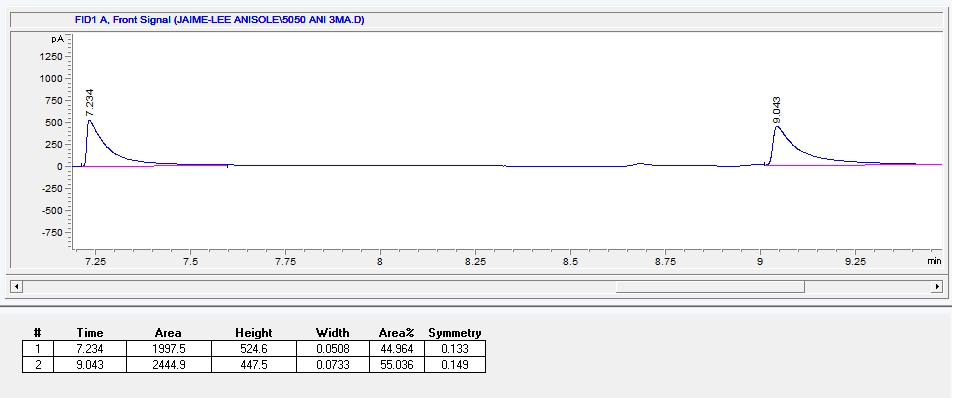 FID1 A, Front Signal (JAIME-LEE ANISOLE\5050 ANI 3MA.D)
pA
1250
1000
750
500
250
0
-250
-500
-750
7.234
9.043
7.25 7.5 7.75 8 8.25 8.5 8.75 9 9.25 min
# Time Area Height Width Area% Symmetry
1 7.234 1997.5 524.6 0.0508 44.964 0.133
2 9.043 2444.9 447.5 0.0733 55.036 0.149